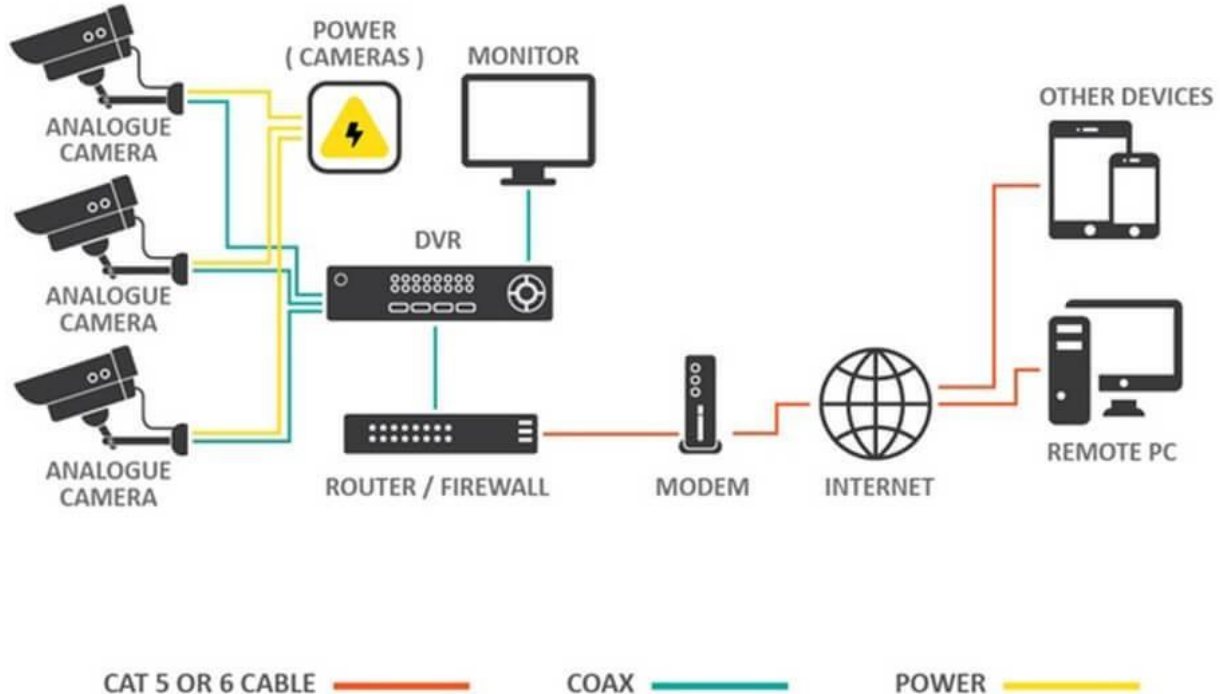 POWER
( CAMERAS )
MONITOR
OTHER DEVICES
ANALOGUE
CAMERA
DVR
ANALOGUE
CAMERA
ANALOGUE
CAMERA
ROUTER / FIREWALL
MODEM
INTERNET
REMOTE PC
CAT 5 OR 6 CABLE
COAX
POWER